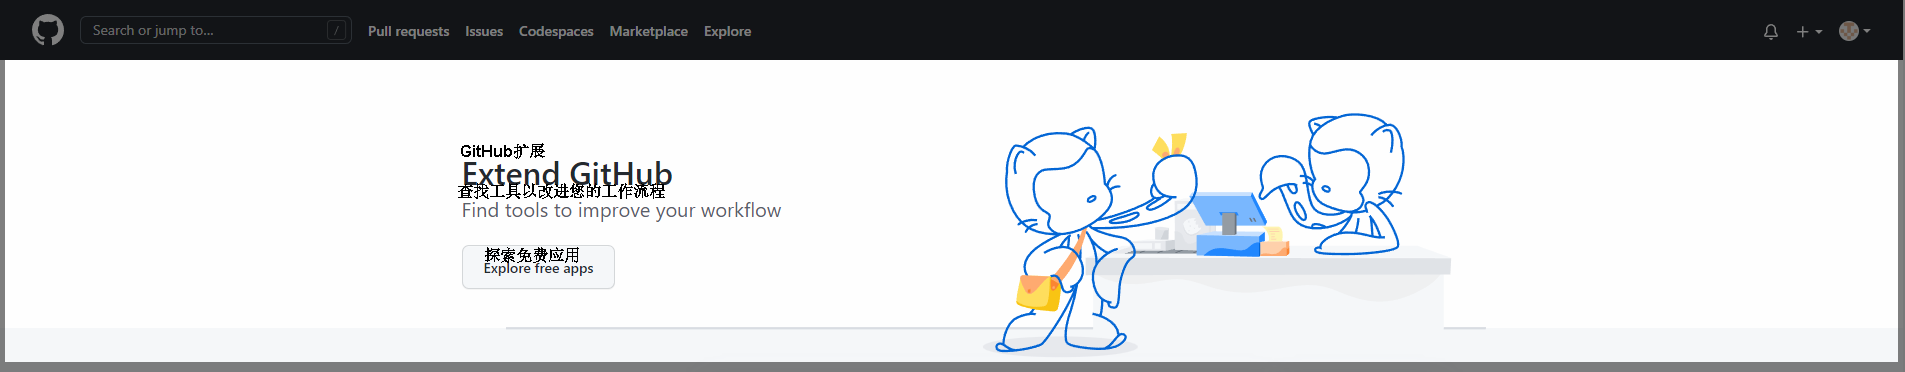 Search or jump to... /
Pull requests Issues Codespaces Marketplace Explore
GitHub扩展
Extend GitHub
查找工具以改进您的工作流程
Find tools to improve your workflow
探索免费应用
Explore free apps